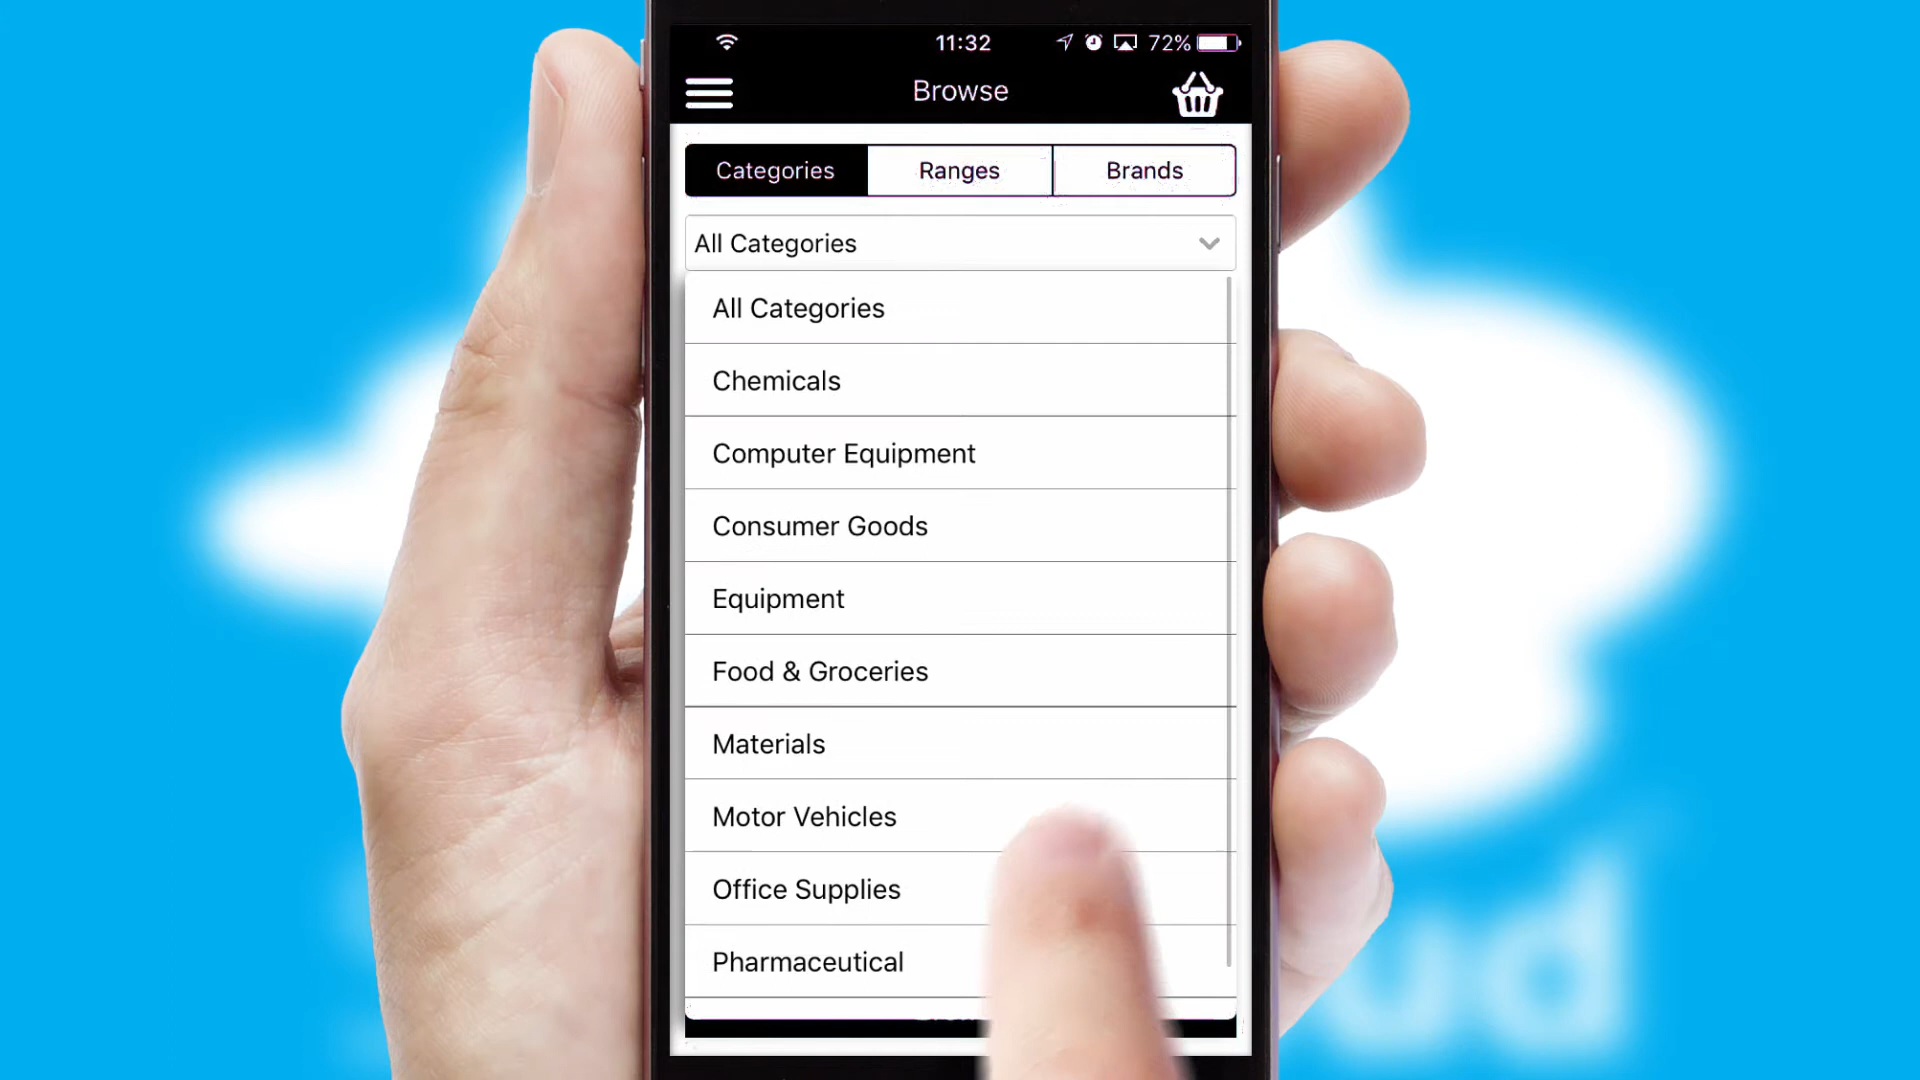 11:32
72%
Browse
Categories
Ranges
Brands
All Categories
All Categories
Chemicals
Computer Equipment
Consumer Goods
Equipment
Food & Groceries
Materials
Motor Vehicles
Office Supplies
Pharmaceutical
ud